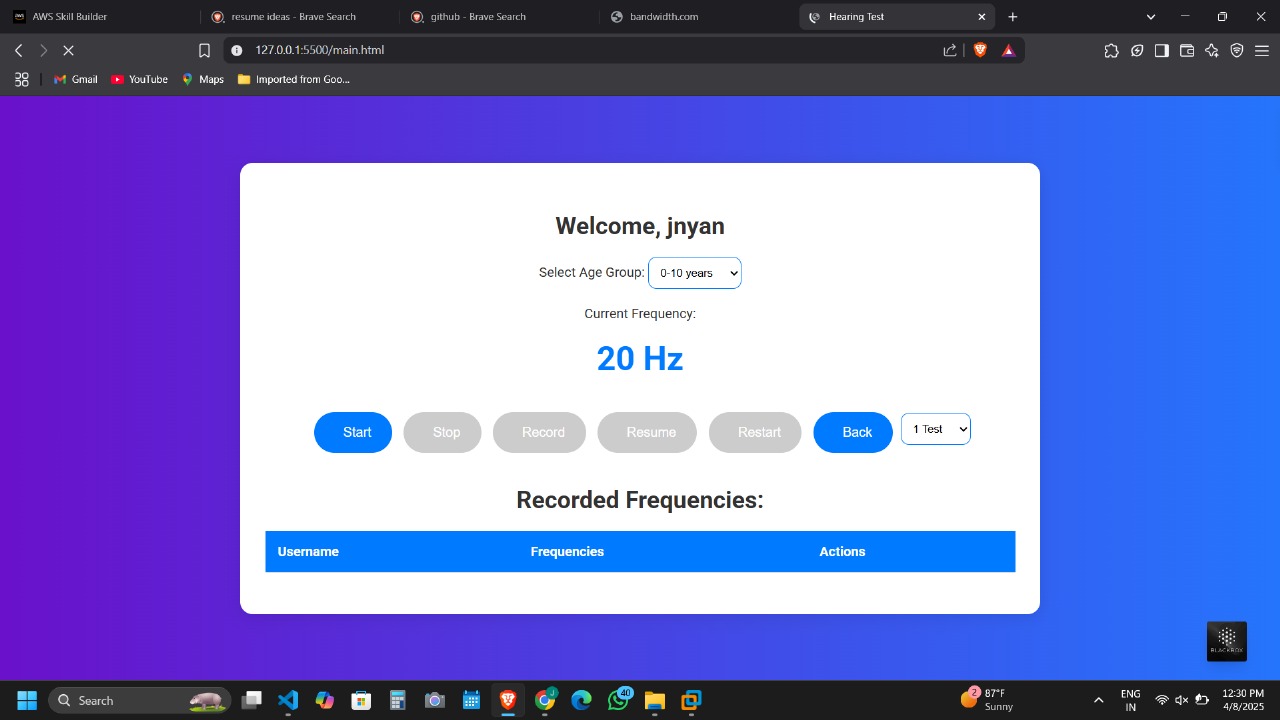 aws AWS Skill Builder
resume ideas - Brave Search
github - Brave Search
bandwidth.com
Hearing Test
127.0.0.1:5500/main.html
Gmail
YouTube
Maps
Imported from Goo...
Welcome, jnyan
Select Age Group: 0-10 years
Current Frequency:
20 Hz
Start Stop Record Resume Restart Back 1 Test
Recorded Frequencies:
Username Frequencies Actions
BLACKBOX
Search
J
40
2
87°F
Sunny
ENG
IN
12:30 PM
4/8/2025